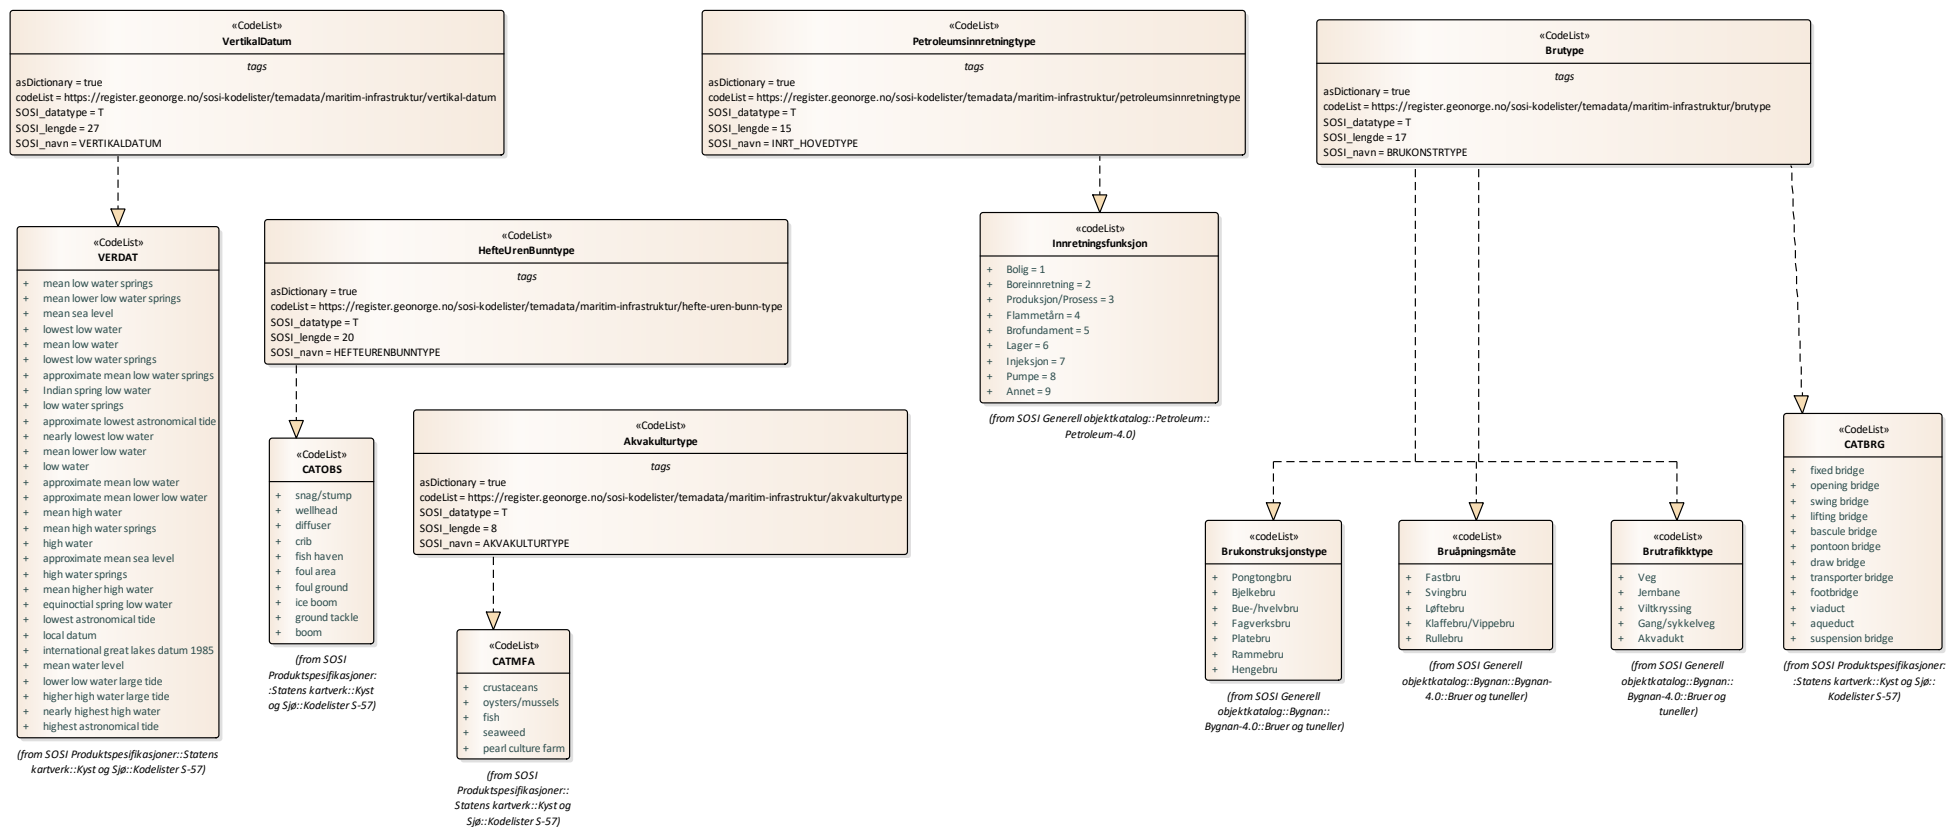 «CodeList»
VertikalDatum
tags
asDictionary = true
codeList = https://register.geonorge.no/sosi-kodelister/temadata/maritim-infrastruktur/vertikal-datum
SOSI_datatype = T
SOSI_lengde = 27
SOSI_navn = VERTIKALDATUM
«CodeList»
Petroleumsinnretningtype
tags
asDictionary = true
codeList = https://register.geonorge.no/sosi-kodelister/temadata/maritim-infrastruktur/petroleumsinnretningtype
SOSI_datatype = T
SOSI_lengde = 15
SOSI_navn = INRT_HOVEDTYPE
«CodeList»
Brutype
tags
asDictionary = true
codeList = https://register.geonorge.no/sosi-kodelister/temadata/maritim-infrastruktur/brutype
SOSI_datatype = T
SOSI_lengde = 17
SOSI_navn = BRUKONSTRTYPE
«CodeList»
VERDAT
+ mean low water springs
+ mean lower low water springs
+ mean sea level
+ lowest low water
+ mean low water
+ lowest low water springs
+ approximate mean low water springs
+ Indian spring low water
+ low water springs
+ approximate lowest astronomical tide
+ nearly lowest low water
+ mean lower low water
+ low water
+ approximate mean low water
+ approximate mean lower low water
+ mean high water
+ mean high water springs
+ high water
+ approximate mean sea level
+ high water springs
+ mean higher high water
+ equinoctial spring low water
+ lowest astronomical tide
+ local datum
+ international great lakes datum 1985
+ mean water level
+ lower low water large tide
+ higher high water large tide
+ nearly highest high water
+ highest astronomical tide
(from SOSI Produktspesifikasjoner::Statens
kartverk::Kyst og Sjø::Kodelister S-57)
«CodeList»
HefteUrenBunntype
tags
asDictionary = true
codeList = https://register.geonorge.no/sosi-kodelister/temadata/maritim-infrastruktur/hefte-uren-bunn-type
SOSI_datatype = T
SOSI_lengde = 20
SOSI_navn = HEFTEURENBUNNTYPE
«CodeList»
CATOBS
+ snag/stump
+ wellhead
+ diffuser
+ crib
+ fish haven
+ foul area
+ foul ground
+ ice boom
+ ground tackle
+ boom
(from SOSI
Produktspesifikasjoner:
:Statens kartverk::Kyst
og Sjø::Kodelister S-57)
«CodeList»
Akvakulturtype
tags
asDictionary = true
codeList = https://register.geonorge.no/sosi-kodelister/temadata/maritim-infrastruktur/akvakulturtype
SOSI_datatype = T
SOSI_lengde = 8
SOSI_navn = AKVAKULTURTYPE
«CodeList»
CATMFA
+ crustaceans
+ oysters/mussels
+ fish
+ seaweed
+ pearl culture farm
(from SOSI
Produktspesifikasjoner::
Statens kartverk::Kyst og
Sjø::Kodelister S-57)
«codeList»
Innretningsfunksjon
+ Bolig = 1
+ Boreinnretning = 2
+ Produksjon/Prosess = 3
+ Flammetårn = 4
+ Brofundament = 5
+ Lager = 6
+ Injeksjon = 7
+ Pumpe = 8
+ Annet = 9
(from SOSI Generell objektkatalog::Petroleum::
Petroleum-4.0)
«codeList»
Brukonstruksjonstype
+ Pongtongbru
+ Bjelkebru
+ Bue-/hvelvbru
+ Fagverksbru
+ Platebru
+ Rammebru
+ Hengebru
(from SOSI Generell
objektkatalog::Bygnan::
Bygnan-4.0::Bruer og tuneller)
«codeList»
Bruåpningsmåte
+ Fastbru
+ Svingbru
+ Løftebru
+ Klaffebru/Vippebru
+ Rullebru
(from SOSI Generell
objektkatalog::Bygnan::Bygnan-
4.0::Bruer og tuneller)
«codeList»
Brutrafikktype
+ Veg
+ Jernbane
+ Viltkryssing
+ Gang/sykkelveg
+ Akvadukt
(from SOSI Generell
objektkatalog::Bygnan::
Bygnan-4.0::Bruer og
tuneller)
«CodeList»
CATBRG
+ fixed bridge
+ opening bridge
+ swing bridge
+ lifting bridge
+ bascule bridge
+ pontoon bridge
+ draw bridge
+ transporter bridge
+ footbridge
+ viaduct
+ aqueduct
+ suspension bridge
(from SOSI Produktspesifikasjoner:
:Statens kartverk::Kyst og Sjø::
Kodelister S-57)